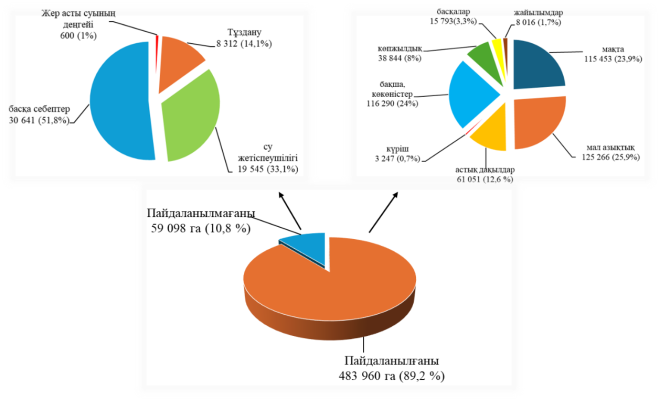 Жер асты суының
деңгейі
600 (1%)
Тұздану
8 312 (14,1%)
басқа себептер
30 641 (51,8%)
су
жетіспеушілігі
19 545 (33,1%)
басқалар
15 793(3,3%)
жайылымдар
8 016 (1,7%)
көпжылдық
38 844 (8%)
мақта
115 453 (23,9%)
бақша,
көкөністер
116 290 (24%)
күріш
3 247 (0,7%)
астық дақылдар
61 051 (12,6 %)
мал азықтық
125 266 (25,9%)
Пайдаланылмағаны
59 098 га (10,8 %)
Пайдаланылғаны
483 960 га (89,2 %)